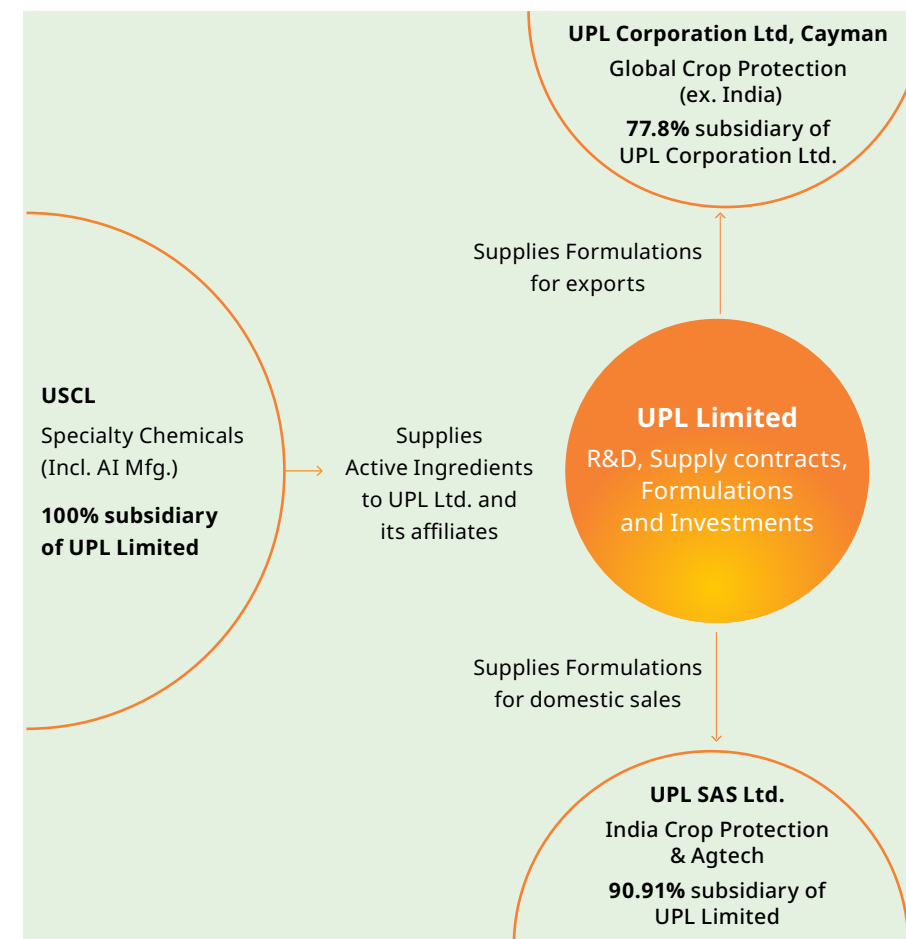 UPL Corporation Ltd, Cayman
Global Crop Protection
(ex. India)
77.8% subsidiary of
UPL Corporation Ltd.
Supplies Formulations
for exports
USCL
Specialty Chemicals
(Incl. AI Mfg.)
100% subsidiary
of UPL Limited
Supplies
Active Ingredients
to UPL Ltd. and
its affiliates
UPL Limited
R&D, Supply contracts,
Formulations
and Investments
Supplies Formulations
for domestic sales
UPL SAS Ltd.
India Crop Protection
& Agtech
90.91% subsidiary of
UPL Limited